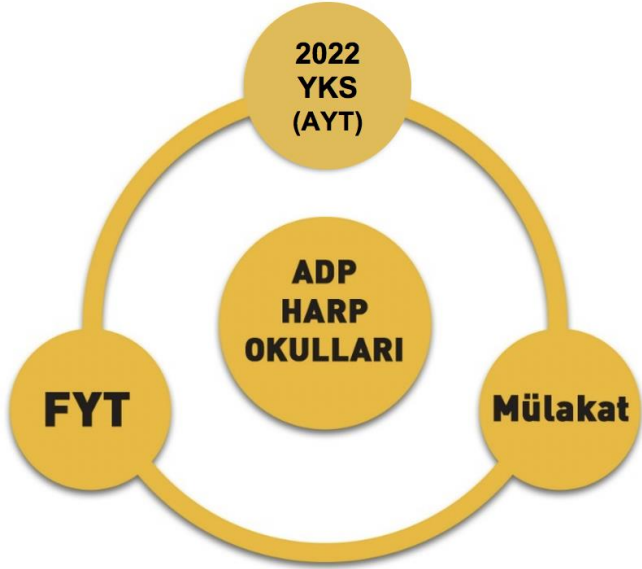 2022
YKS
(AYT)
ADP
HARP
OKULLARI
FYT
Mülakat